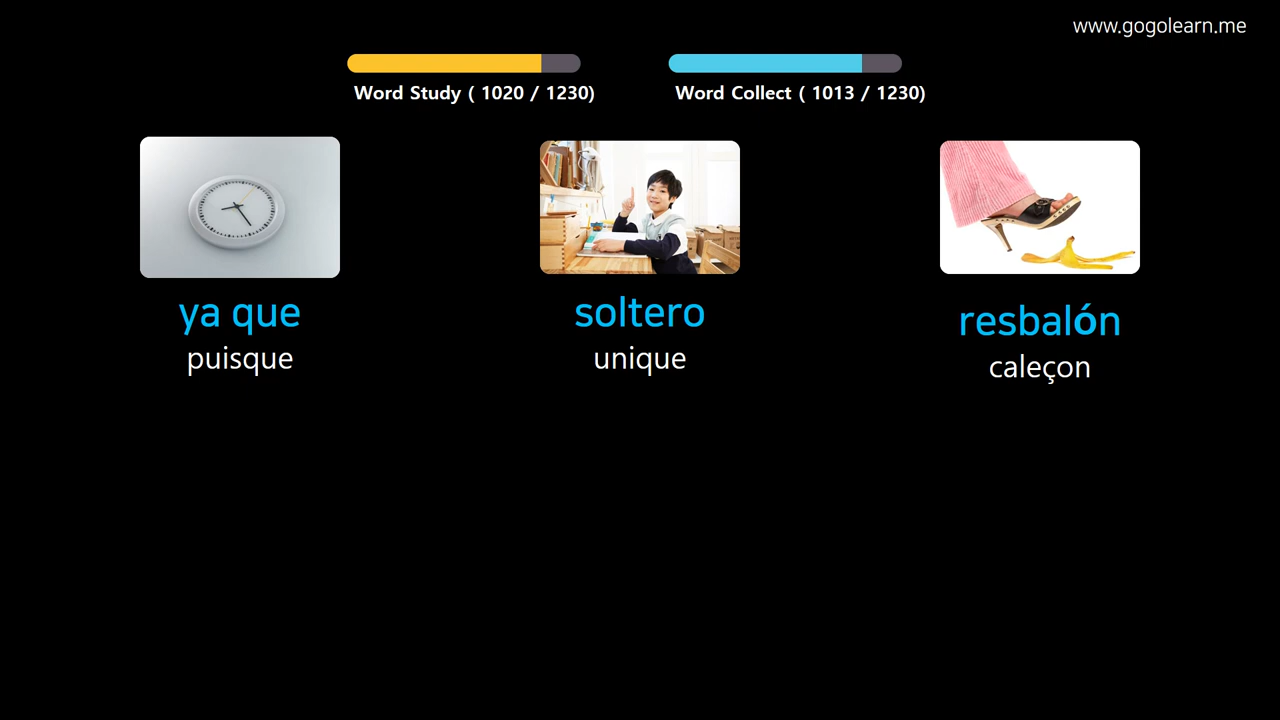 www.gogolearn.me
Word Study ( 1020 / 1230)
Word Collect ( 1013 / 1230)
ya que
puisque
soltero
unique
resbalón
caleçon